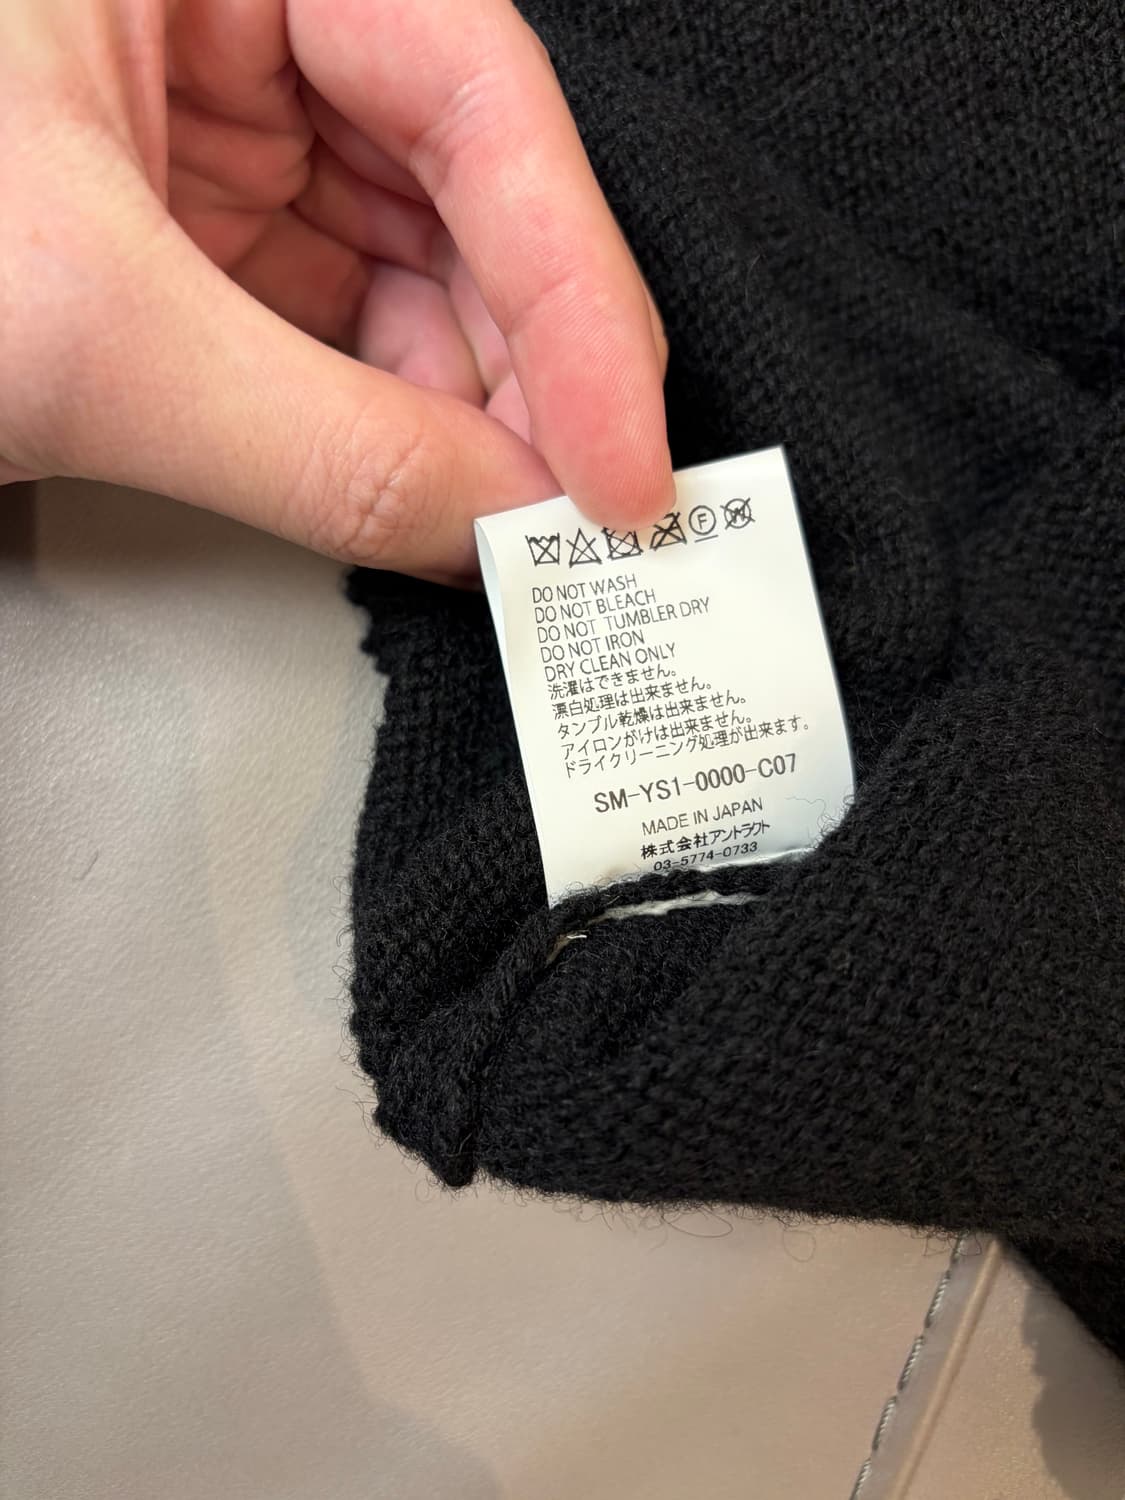 F W
DO NOT WASH
DO NOT BLEACH
DO NOT TUMBLER DRY
DO NOT IRON
DRY CLEAN ONLY
洗濯はできません。
漂白処理は出来ません。
タンブル乾燥は出来ません。
アイロンがけは出来ません。
ドライクリーニング処理が出来ます。
SM-YS1-0000-C07
MADE IN JAPAN
株式会社アントラクト
03-5774-0733